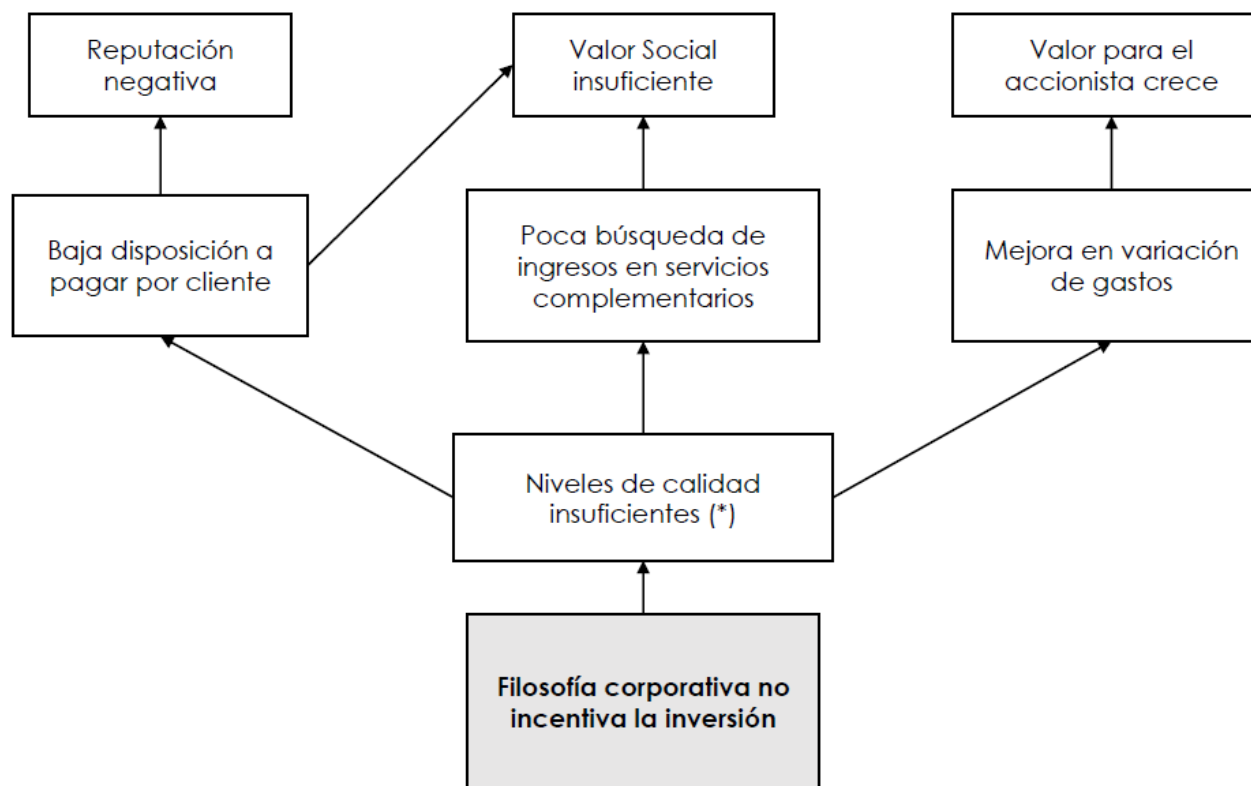 Reputación
negativa
Valor Social
insuficiente
Valor para el
accionista crece
Baja disposición a
pagar por cliente
Poca búsqueda de
ingresos en servicios
complementarios
Mejora en variación
de gastos
Niveles de calidad
insuficientes (*)
Filosofía corporativa no
incentiva la inversión